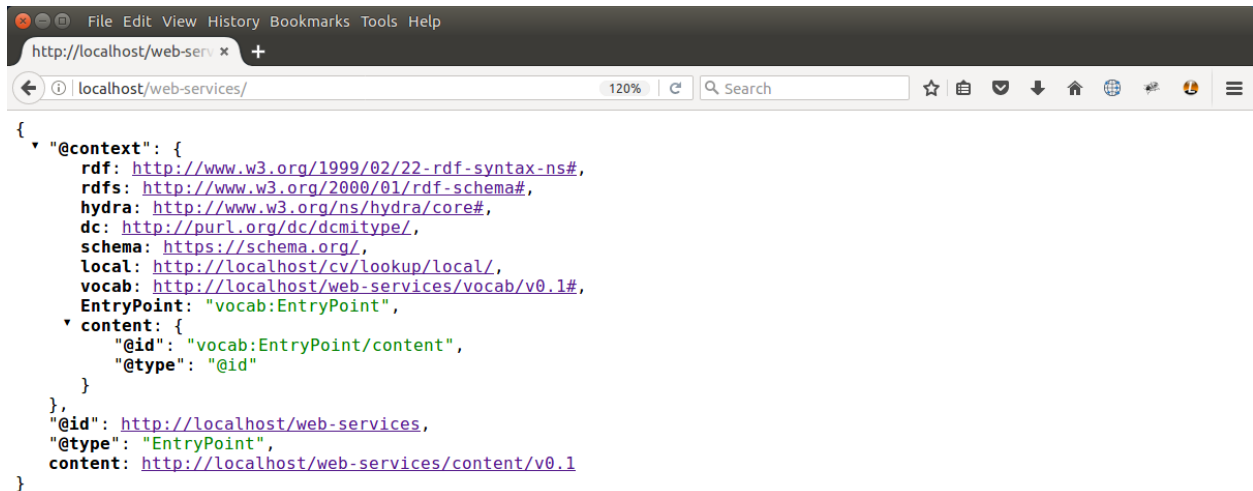 File Edit View History Bookmarks Tools Help
http://localhost/web-serv × +
localhost/web-services/ 120% Search
{
▼ "@context": {
rdf: http://www.w3.org/1999/02/22-rdf-syntax-ns#,
rdfs: http://www.w3.org/2000/01/rdf-schema#,
hydra: http://www.w3.org/ns/hydra/core#,
dc: http://purl.org/dc/dcmitype/,
schema: https://schema.org/,
local: http://localhost/cv/lookup/local/,
vocab: http://localhost/web-services/vocab/v0.1#,
EntryPoint: "vocab:EntryPoint",
▼ content: {
"@id": "vocab:EntryPoint/content",
"@type": "@id"
}
},
"@id": http://localhost/web-services,
"@type": "EntryPoint",
content: http://localhost/web-services/content/v0.1
}